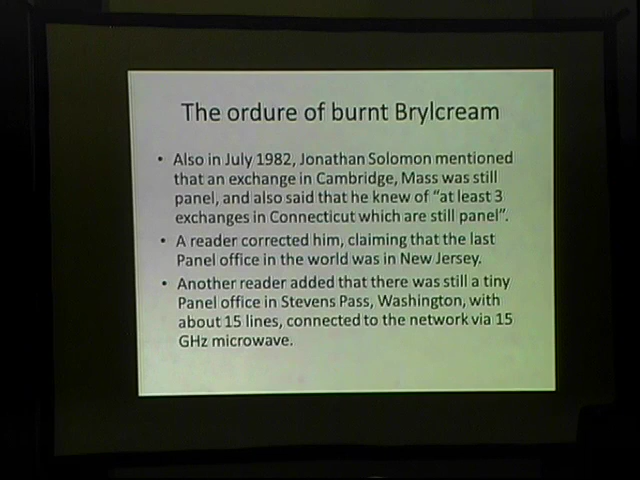 The ordure of burnt Brylcream
• Also in July 1982, Jonathan Solomon mentioned
that an exchange in Cambridge, Mass was still
panel, and also said that he knew of "at least 3
exchanges in Connecticut which are still panel".
• A reader corrected him, claiming that the last
Panel office in the world was in New Jersey.
• Another reader added that there was still a tiny
Panel office in Stevens Pass, Washington, with
about 15 lines, connected to the network via 15
GHz microwave.